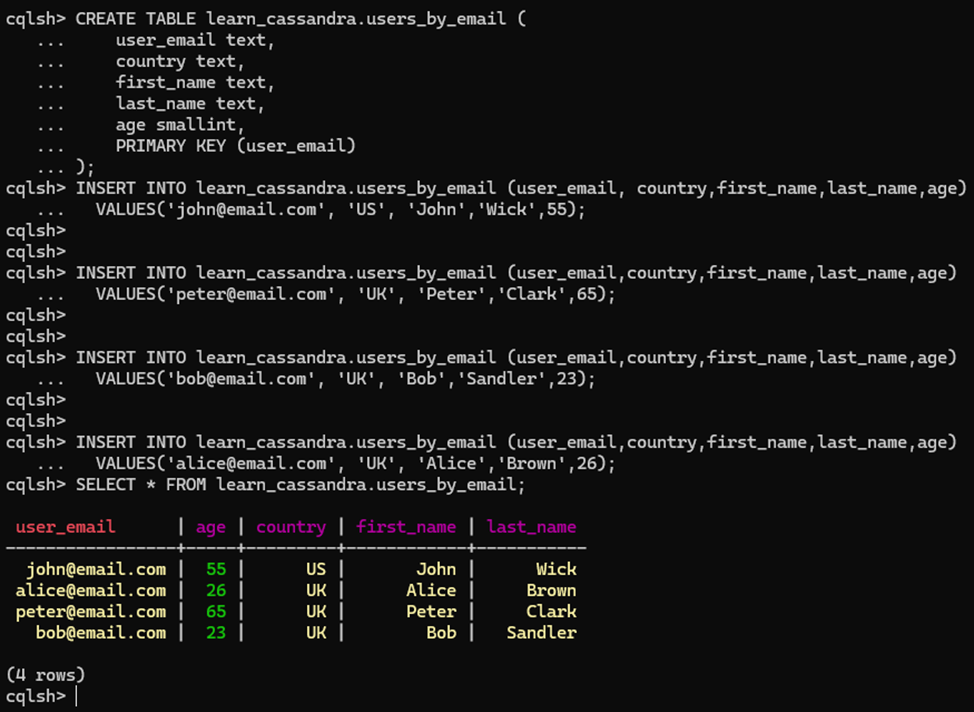 cqlsh> CREATE TABLE learn_cassandra.users_by_email (
   ...     user_email text,
   ...     country text,
   ...     first_name text,
   ...     last_name text,
   ...     age smallint,
   ...     PRIMARY KEY (user_email)
   ... );
cqlsh> INSERT INTO learn_cassandra.users_by_email (user_email, country,first_name,last_name,age)
   ...   VALUES('john@email.com', 'US', 'John','Wick',55);
cqlsh>
cqlsh>
cqlsh> INSERT INTO learn_cassandra.users_by_email (user_email,country,first_name,last_name,age)
   ...   VALUES('peter@email.com', 'UK', 'Peter','Clark',65);
cqlsh>
cqlsh>
cqlsh> INSERT INTO learn_cassandra.users_by_email (user_email,country,first_name,last_name,age)
   ...   VALUES('bob@email.com', 'UK', 'Bob','Sandler',23);
cqlsh>
cqlsh>
cqlsh> INSERT INTO learn_cassandra.users_by_email (user_email,country,first_name,last_name,age)
   ...   VALUES('alice@email.com', 'UK', 'Alice','Brown',26);
cqlsh> SELECT * FROM learn_cassandra.users_by_email;

 user_email      | age | country | first_name | last_name
-----------------+-----+---------+------------+-----------
  john@email.com |  55 |      US |       John |      Wick
 alice@email.com |  26 |      UK |      Alice |     Brown
 peter@email.com |  65 |      UK |      Peter |     Clark
   bob@email.com |  23 |      UK |        Bob |   Sandler

(4 rows)
cqlsh>